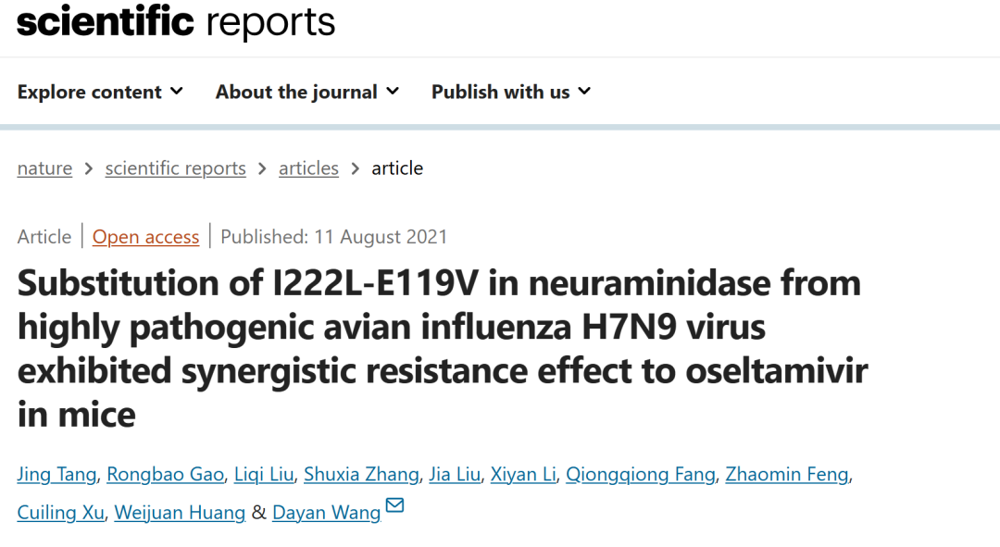 scientific reports
Explore content About the journal Publish with us
nature > scientific reports > articles > article
Article | Open access | Published: 11 August 2021
Substitution of I222L-E119V in neuraminidase from
highly pathogenic avian influenza H7N9 virus
exhibited synergistic resistance effect to oseltamivir
in mice
Jing Tang, Rongbao Gao, Liqi Liu, Shuxia Zhang, Jia Liu, Xiyan Li, Qiongqiong Fang, Zhaomin Feng,
Cuiling Xu, Weijuan Huang & Dayan Wang